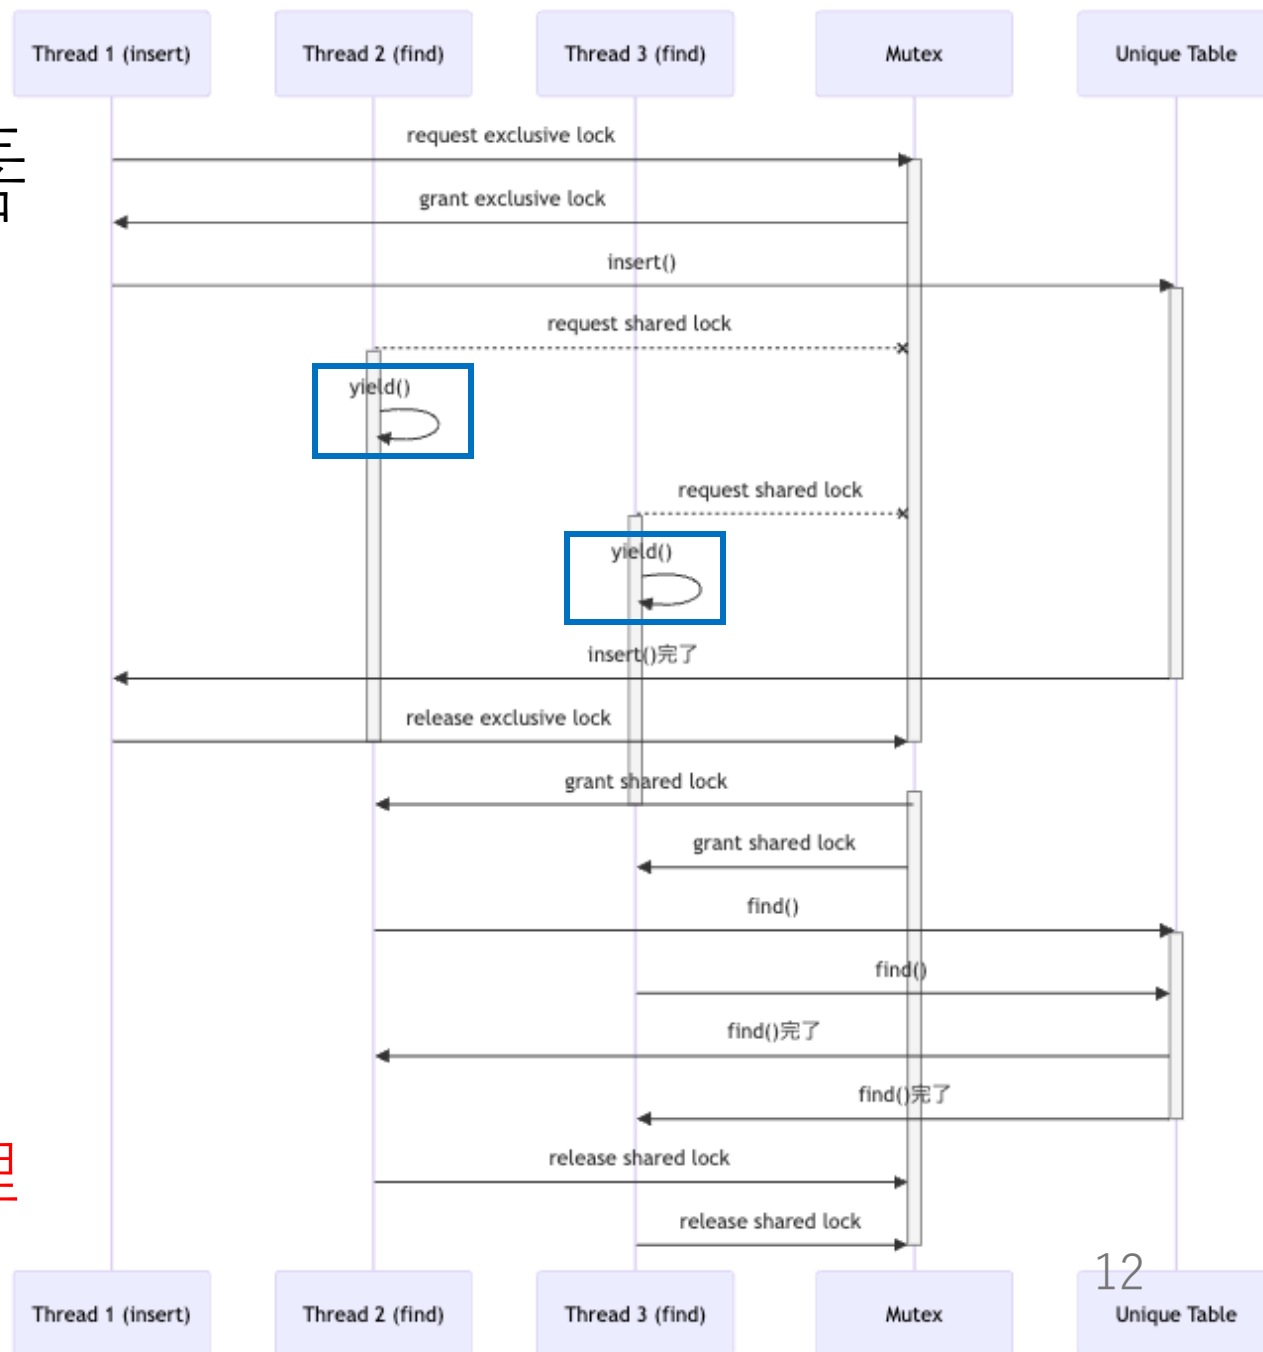 Thread 1 (insert)
Thread 2 (find)
Thread 3 (find)
Mutex
Unique Table
request exclusive lock
grant exclusive lock
insert()
request shared lock
yield()
request shared lock
yield()
insert()完了
release exclusive lock
grant shared lock
grant shared lock
find()
find()
find()完了
find()完了
release shared lock
release shared lock
12
Thread 1 (insert)
Thread 2 (find)
Thread 3 (find)
Mutex
Unique Table